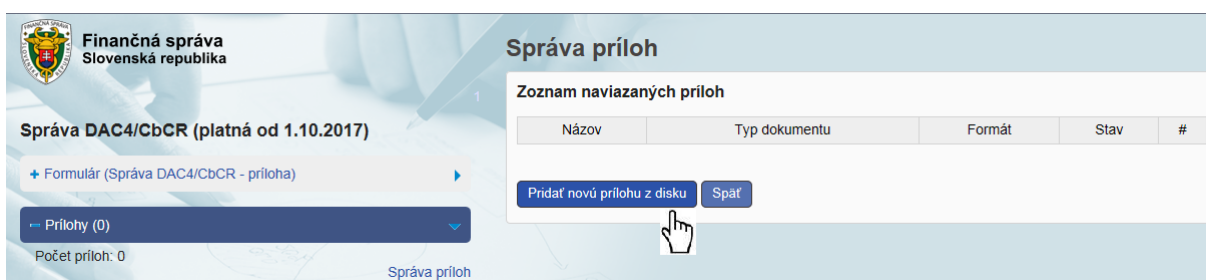 Finančná správa
Slovenská republika
Správa DAC4/CbCR (platná od 1.10.2017)
+ Formulár (Správa DAC4/CbCR - príloha)
Prílohy (0)
Počet príloh: 0
Správa príloh
Správa príloh
Zoznam naviazaných príloh
Názov Typ dokumentu Formát Stav #
Pridať novú prílohu z disku Späť